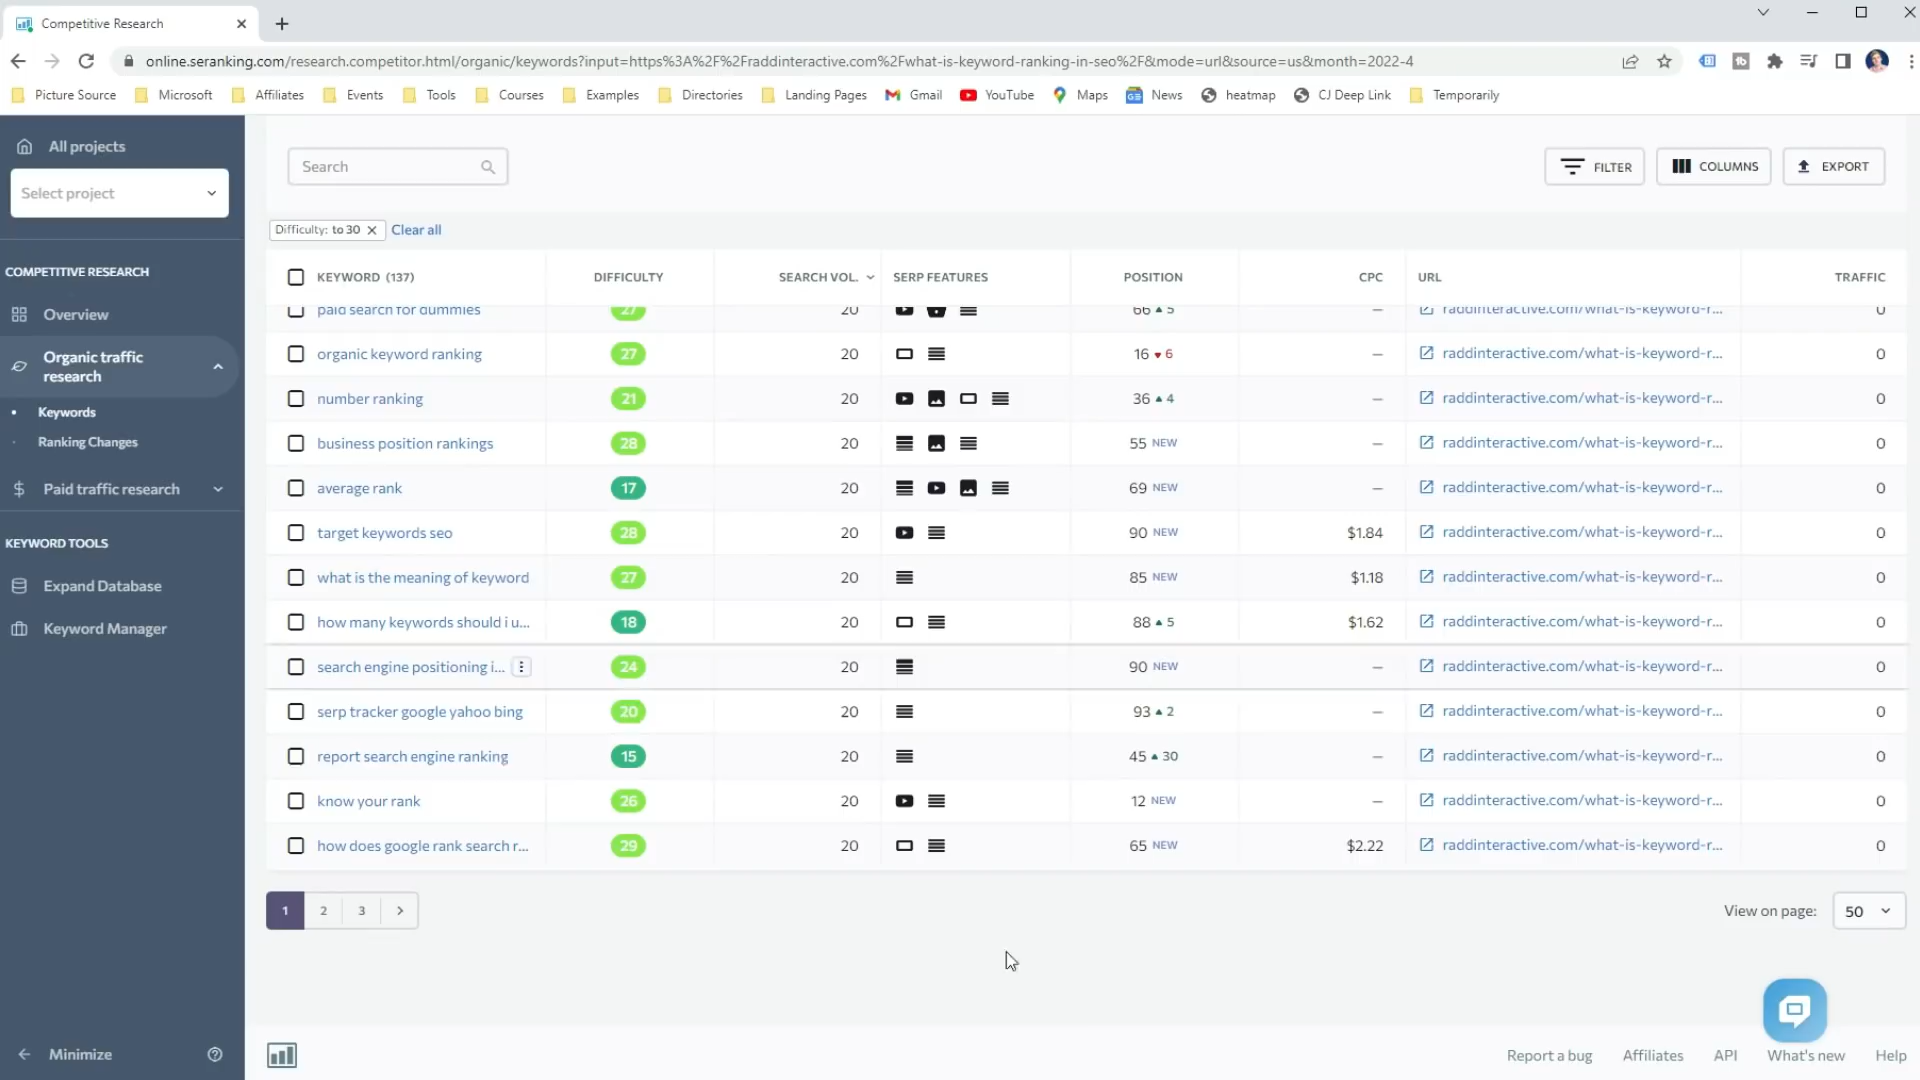 Competitive Research
online.seranking.com/research.competitor.html/organic/keywords?input=https%3A%2F%2Fraddinteractive.com%2Fwhat-is-keyword-ranking-in-seo%2F&mode=url&source=us&month=2022-4
Picture Source Microsoft Affiliates Events Tools Courses Examples Directories Landing Pages Gmail YouTube Maps News heatmap CJ Deep Link Temporarily
All projects
Select project
COMPETITIVE RESEARCH
Overview
Organic traffic
research
Keywords
Ranking Changes
Paid traffic research
KEYWORD TOOLS
Expand Database
Keyword Manager
Minimize
Search
FILTER COLUMNS EXPORT
Difficulty: to 30 Clear all
KEYWORD (137) DIFFICULTY SEARCH VOL. SERP FEATURES POSITION CPC URL TRAFFIC
paid search for dummies 27 20 66 5 – raddinteractive.com/what-is-keyword-r... 0
organic keyword ranking 27 20 16 6 – raddinteractive.com/what-is-keyword-r... 0
number ranking 21 20 36 4 – raddinteractive.com/what-is-keyword-r... 0
business position rankings 28 20 55 NEW – raddinteractive.com/what-is-keyword-r... 0
average rank 17 20 69 NEW – raddinteractive.com/what-is-keyword-r... 0
target keywords seo 28 20 90 NEW $1.84 raddinteractive.com/what-is-keyword-r... 0
what is the meaning of keyword 27 20 85 NEW $1.18 raddinteractive.com/what-is-keyword-r... 0
how many keywords should i u... 18 20 88 5 $1.62 raddinteractive.com/what-is-keyword-r... 0
search engine positioning i... 24 20 90 NEW – raddinteractive.com/what-is-keyword-r... 0
serp tracker google yahoo bing 20 20 93 2 – raddinteractive.com/what-is-keyword-r... 0
report search engine ranking 15 20 45 30 – raddinteractive.com/what-is-keyword-r... 0
know your rank 26 20 12 NEW – raddinteractive.com/what-is-keyword-r... 0
how does google rank search r... 29 20 65 NEW $2.22 raddinteractive.com/what-is-keyword-r... 0
1 2 3
View on page: 50
Report a bug Affiliates API What's new Help